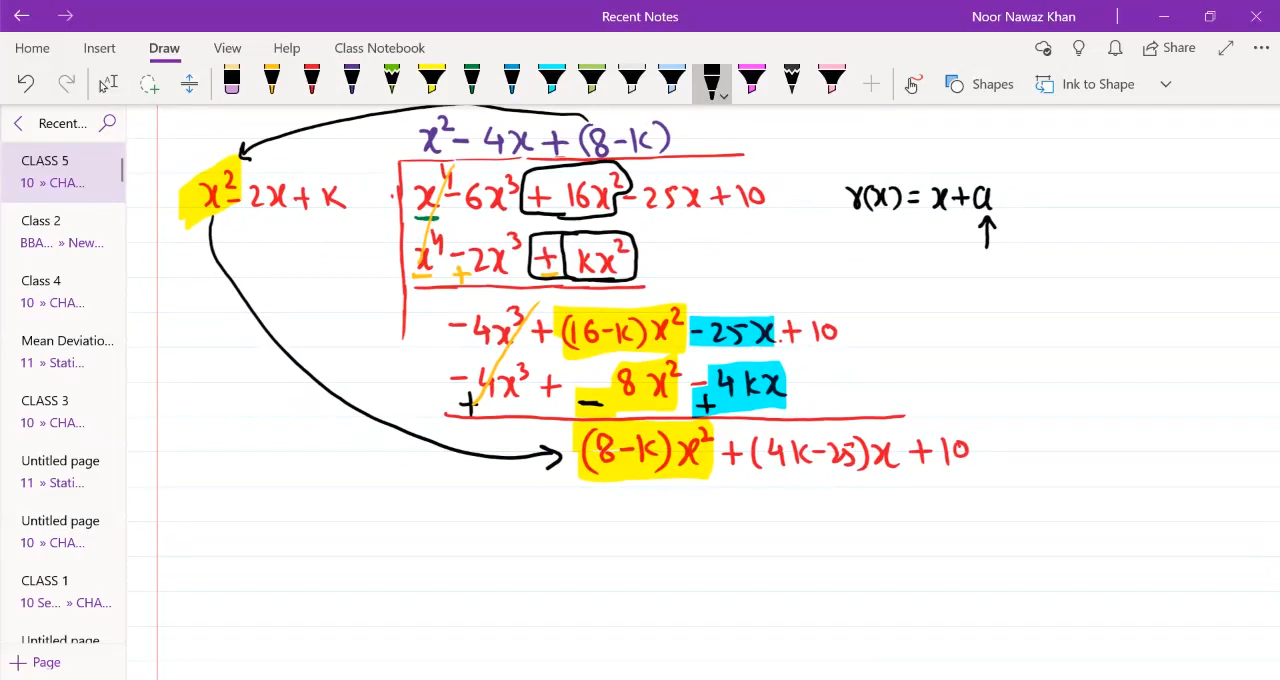 Recent Notes
Noor Nawaz Khan
Home Insert Draw View Help Class Notebook Share
Shapes Ink to Shape
Recent...
CLASS 5
10 » CHA...
Class 2
BBA... » New...
Class 4
10 » CHA...
Mean Deviatio...
11 » Stati...
CLASS 3
10 » CHA...
Untitled page
11 » Stati...
Untitled page
10 » CHA...
CLASS 1
10 Se... » CHA...
Untitled page
Page
x² - 4x + (8-k)
x² - 2x + k
x⁴ - 6x³ + 16x² - 25x + 10
r(x) = x + a
x⁴ - 2x³ + kx²
+
- 4x³ + (16-k)x² - 25x + 10
- 4x³ + 8x² - 4kx
+ - +
(8-k)x² + (4k-25)x + 10